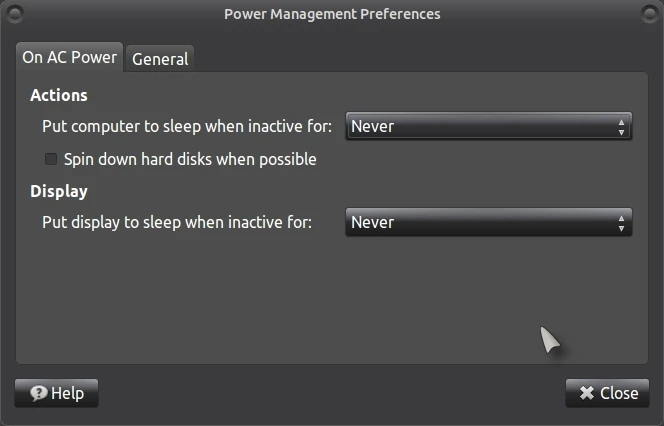 Power Management Preferences
On AC Power
General
Actions
Put computer to sleep when inactive for: Never
Spin down hard disks when possible
Display
Put display to sleep when inactive for: Never
Help
Close